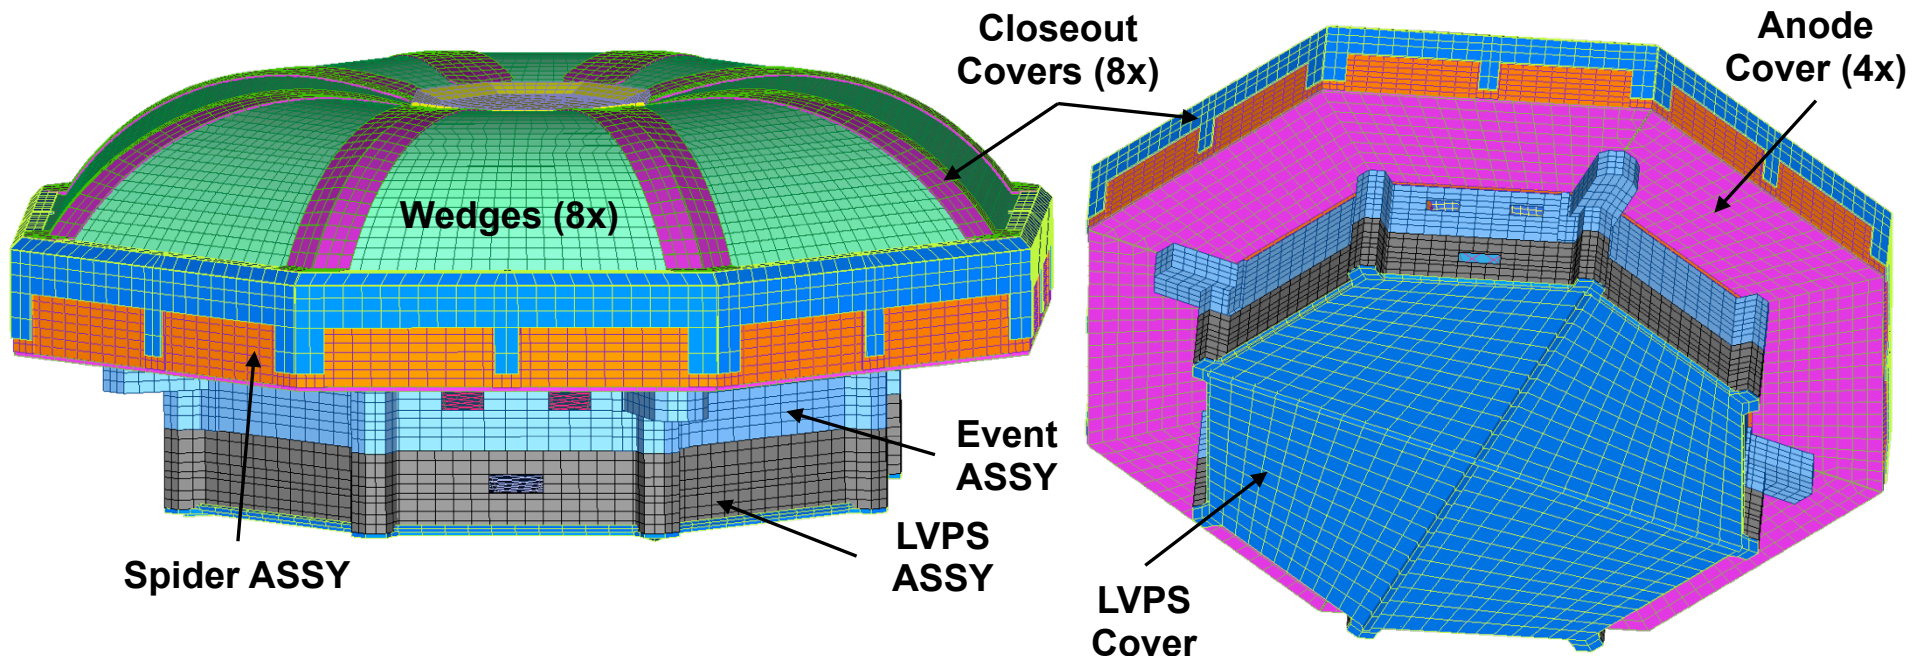 Closeout
Covers (8x)
Anode
Cover (4x)
Wedges (8x)
Event
ASSY
LVPS
ASSY
Spider ASSY
LVPS
Cover